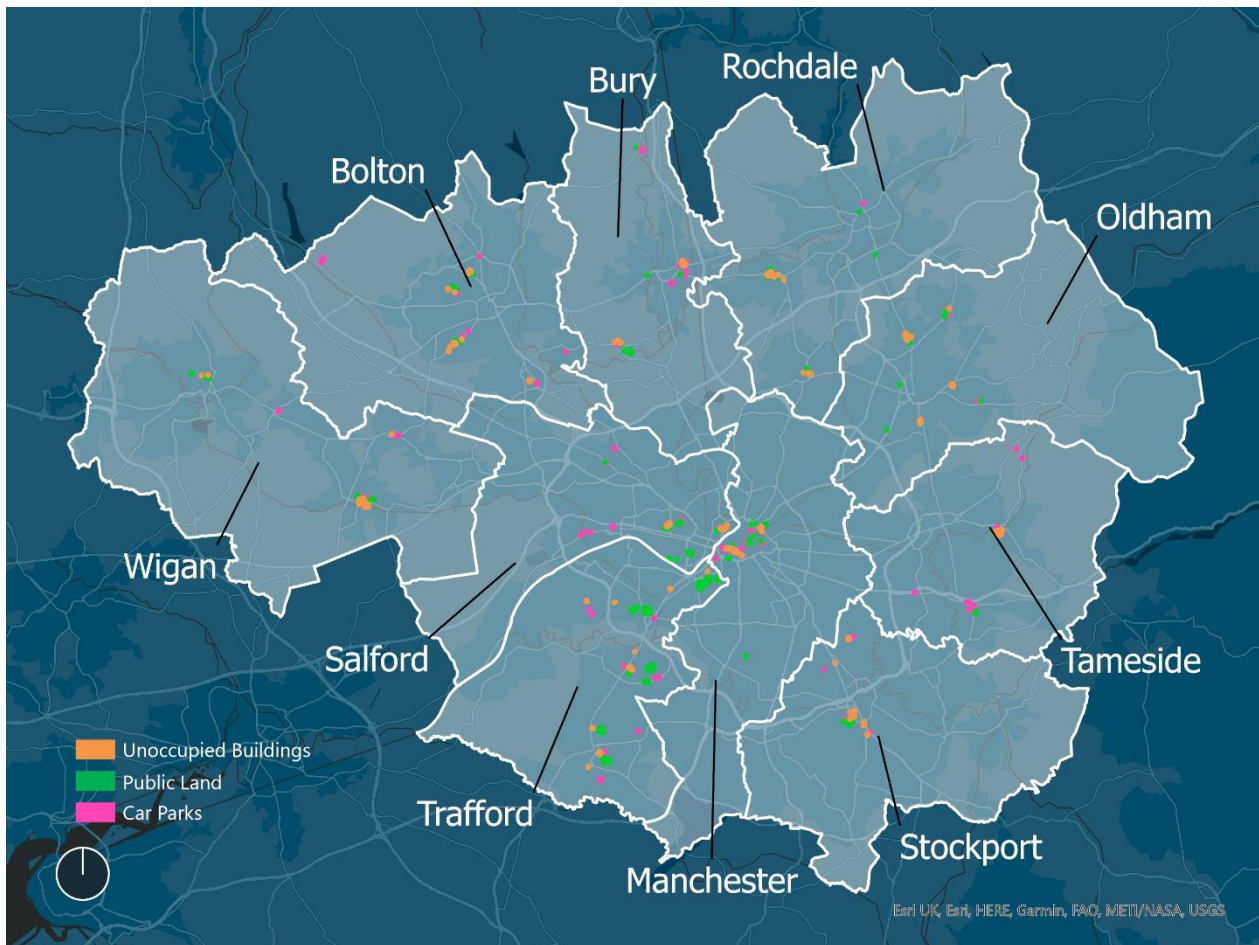 Rochdale
Bury
Bolton
Oldham
Wigan
Salford
Tameside
Trafford
Stockport
Manchester
Unoccupied Buildings
Public Land
Car Parks
Esri UK, Esri, HERE, Garmin, FAO, METI/NASA, USGS